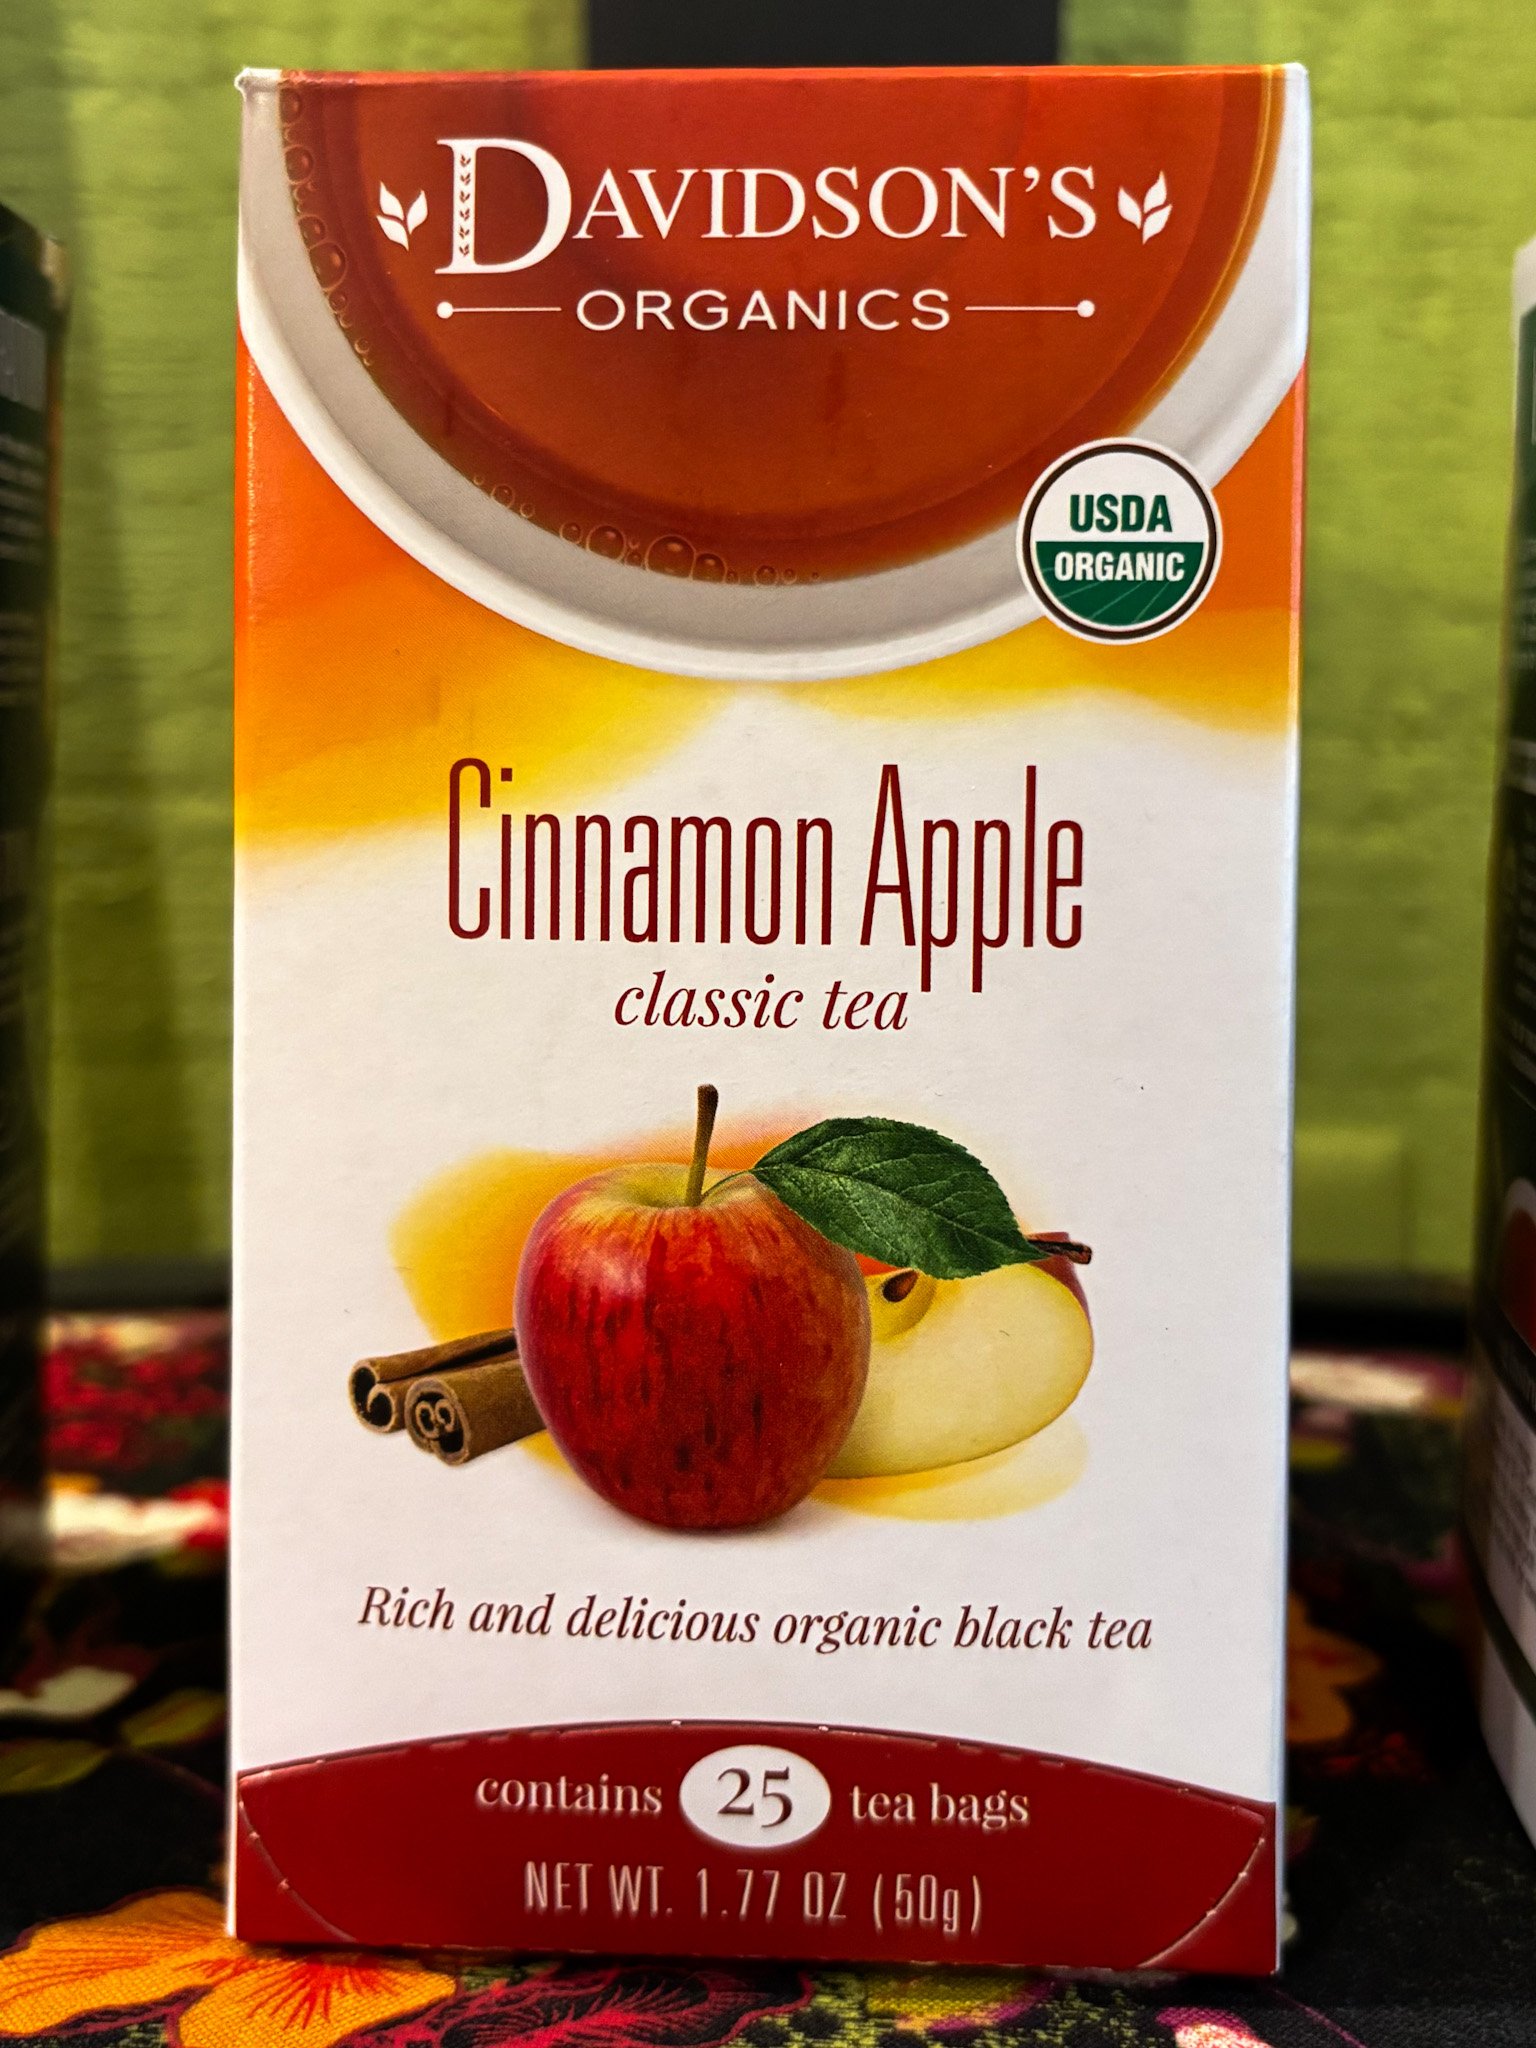 DAVIDSON'S
ORGANICS
USDA
ORGANIC
Cinnamon Apple
classic tea
Rich and delicious organic black tea
contains 25 tea bags
NET WT. 1.77 OZ (50g)